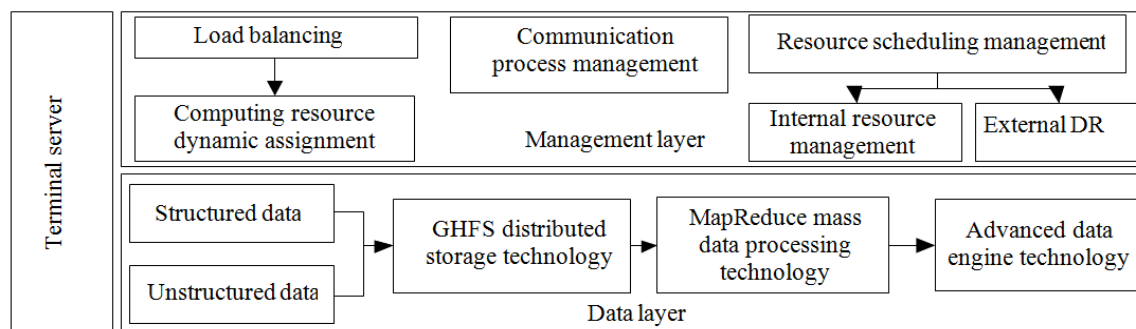 Terminal server
Load balancing
Computing resource
dynamic assignment
Communication
process management
Resource scheduling management
Internal resource
management
External DR
Management layer
Structured data
Unstructured data
GHFS distributed
storage technology
MapReduce mass
data processing
technology
Advanced data
engine technology
Data layer